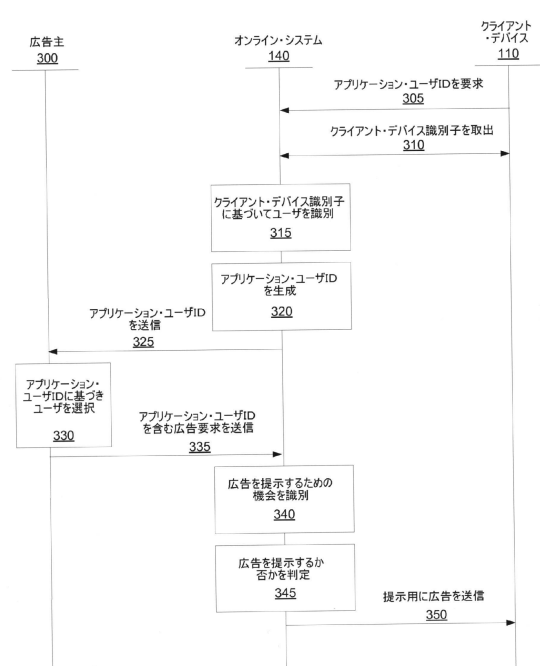 広告主
300
オンライン・システム
140
クライアント
・デバイス
110
アプリケーション・ユーザIDを要求
305
クライアント・デバイス識別子を取出
310
クライアント・デバイス識別子
に基づいてユーザを識別
315
アプリケーション・ユーザID
を生成
320
アプリケーション・ユーザID
を送信
325
アプリケーション・
ユーザIDに基づき
ユーザを選択
330
アプリケーション・ユーザID
を含む広告要求を送信
335
広告を提示するための
機会を識別
340
広告を提示するか
否かを判定
345
提示用に広告を送信
350